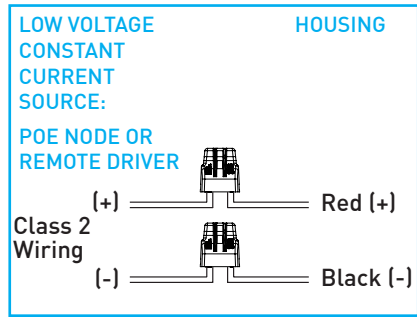 LOW VOLTAGE
CONSTANT
CURRENT
SOURCE:
HOUSING
POE NODE OR
REMOTE DRIVER
(+)
Red (+)
Class 2
Wiring
(-)
Black (-)